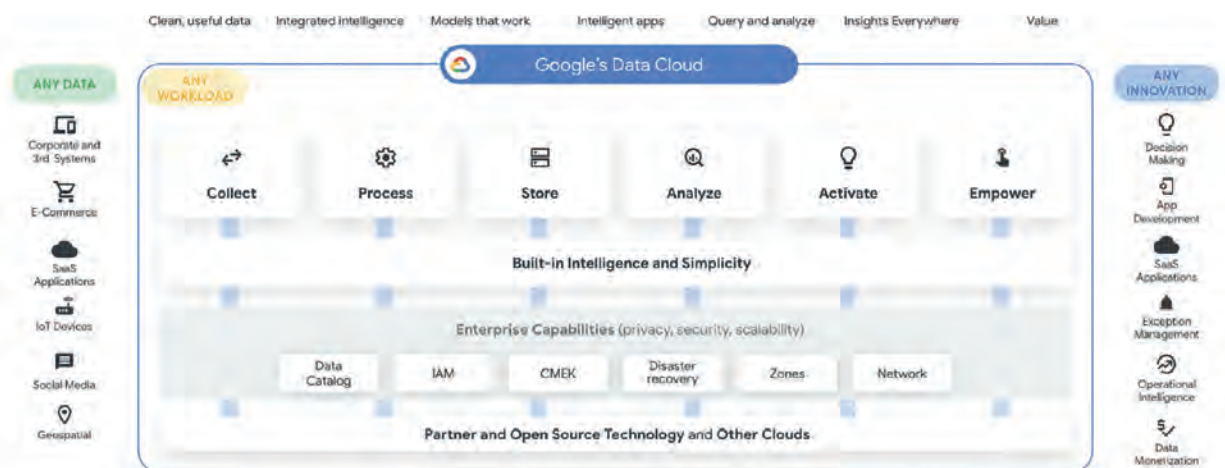 Clean, useful data Integrated intelligence Models that work Intelligent apps Query and analyze Insights Everywhere Value
Google's Data Cloud
ANY DATA
Corporate and
3rd Systems
E-Commerce
SaaS
Applications
IoT Devices
Social Media
Geospatial
ANY
WORKLOAD
Collect Process Store Analyze Activate Empower
Built-in Intelligence and Simplicity
Enterprise Capabilities (privacy, security, scalability)
Data
Catalog
IAM
CMEK
Disaster
recovery
Zones
Network
Partner and Open Source Technology and Other Clouds
ANY
INNOVATION
Decision
Making
App
Development
SaaS
Applications
Exception
Management
Operational
Intelligence
Data
Monetization